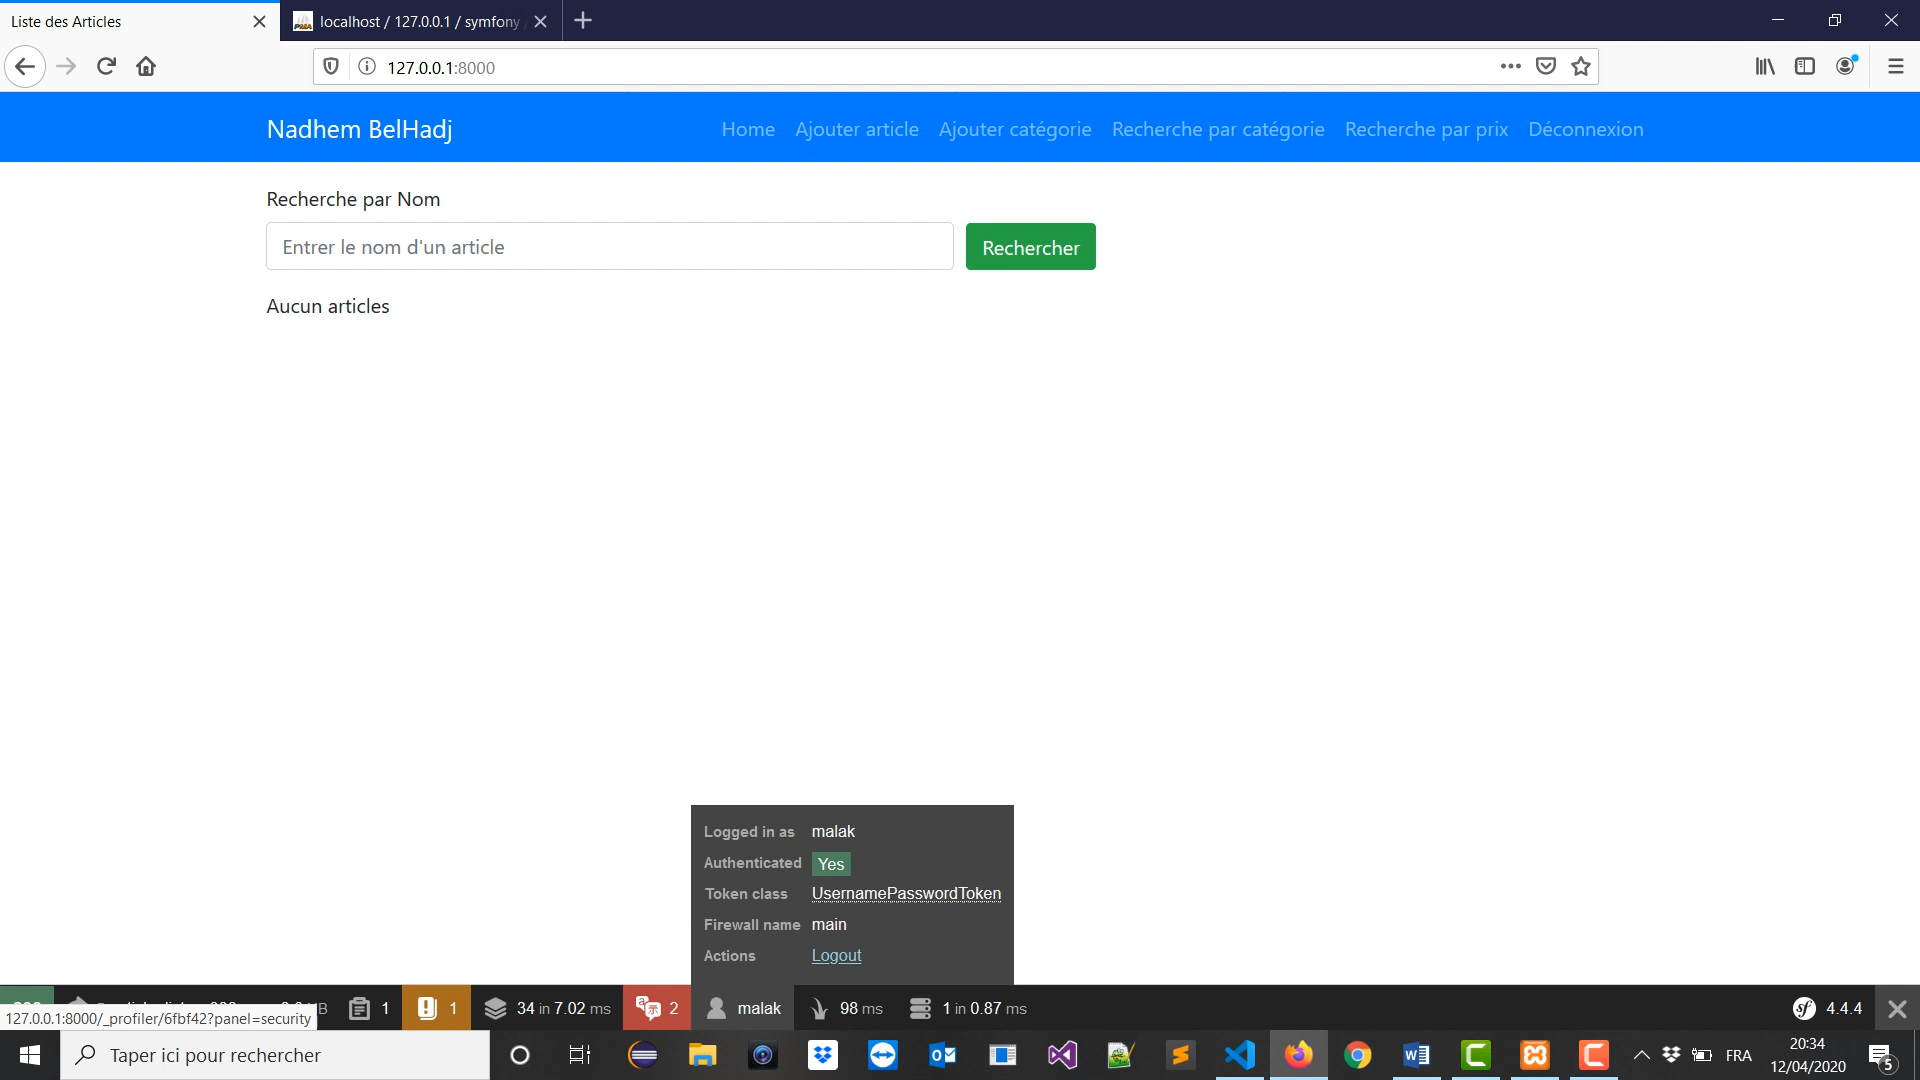 Liste des Articles
localhost / 127.0.0.1 / symfony
127.0.0.1:8000
Nadhem BelHadj
Home Ajouter article Ajouter catégorie Recherche par catégorie Recherche par prix Déconnexion
Recherche par Nom
Entrer le nom d'un article
Rechercher
Aucun articles
Logged in as malak
Authenticated Yes
Token class UsernamePasswordToken
Firewall name main
Actions Logout
1 1 34 in 7.02 ms 2 malak 98 ms 1 in 0.87 ms 4.4.4
127.0.0.1:8000/_profiler/6fbf42?panel=security
Taper ici pour rechercher
FRA
20:34
12/04/2020
5